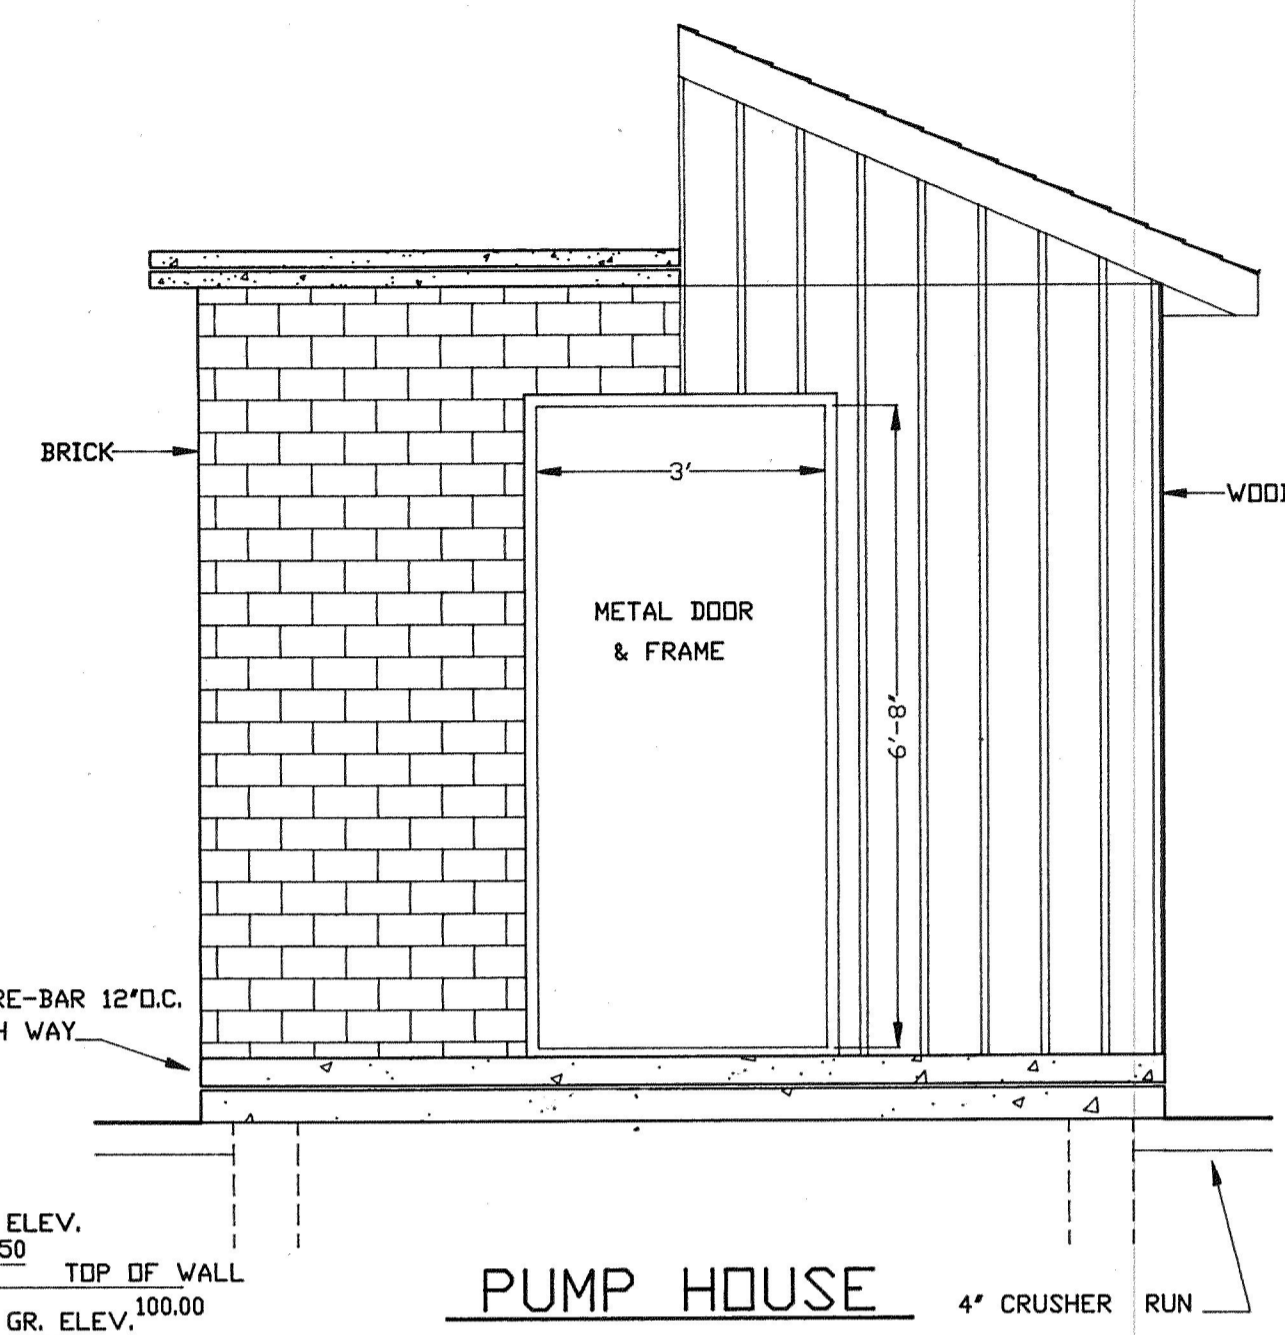 BRICK
3'
WOOD
METAL DOOR
& FRAME
6'-8"
RE-BAR 12"O.C.
H WAY
ELEV.
50
TOP OF WALL
GR. ELEV. 100.00
PUMP HOUSE
4" CRUSHER RUN